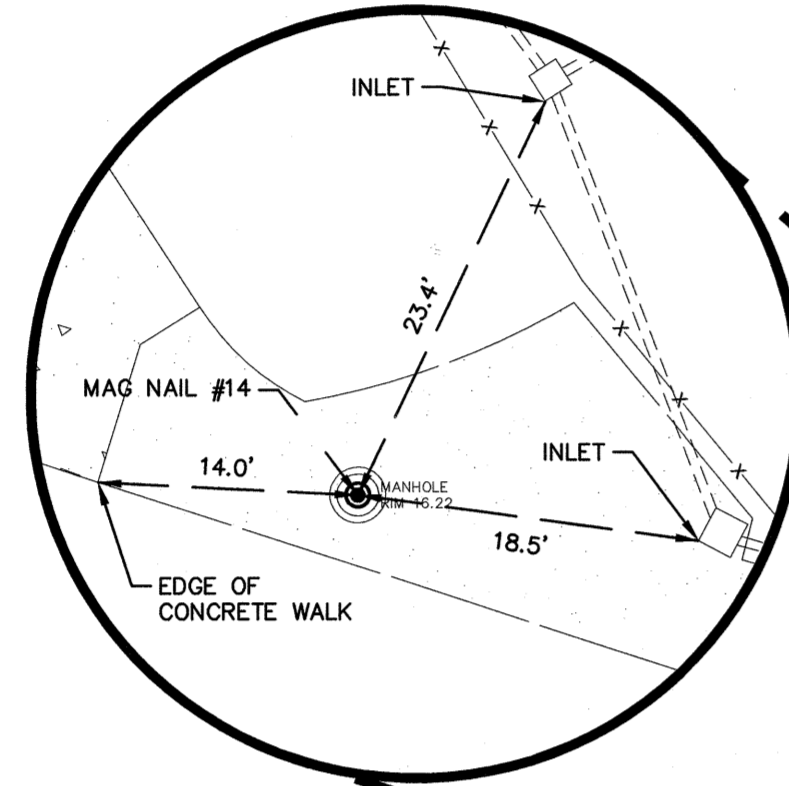 INLET
23.4'
MAG NAIL #14
14.0'
MANHOLE
RIM 16.22
INLET
18.5'
EDGE OF
CONCRETE WALK